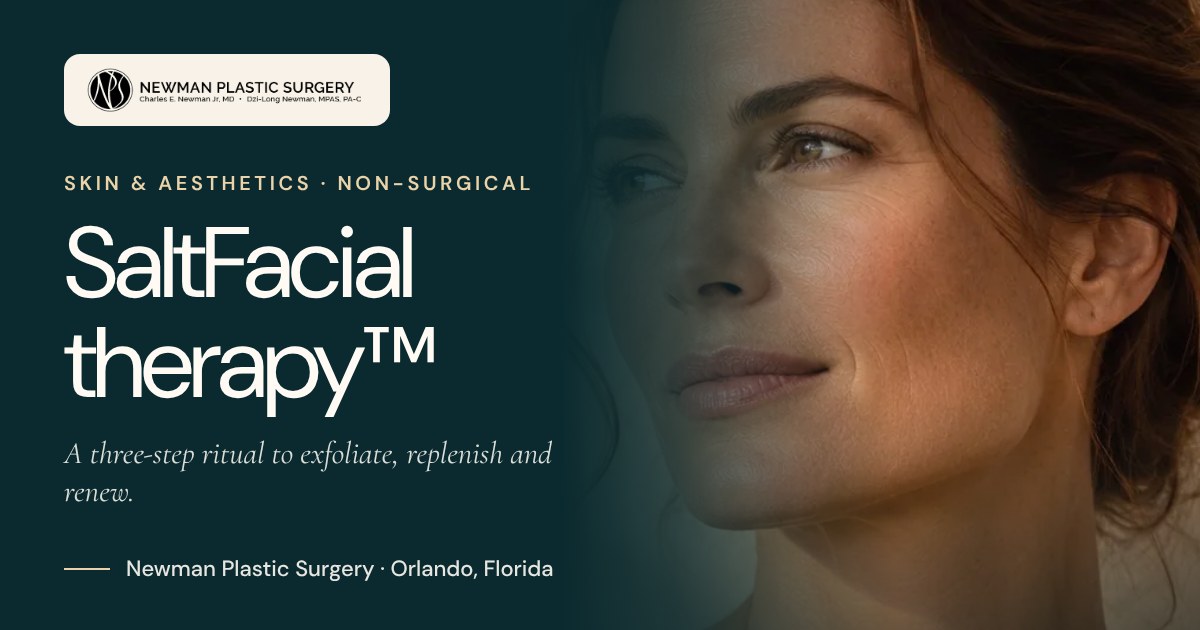 NPS
NEWMAN PLASTIC SURGERY
Charles E. Newman Jr, MD • Dzi-Long Newman, MPAS, PA-C
SKIN & AESTHETICS · NON-SURGICAL
SaltFacial
therapy™
A three-step ritual to exfoliate, replenish and
renew.
Newman Plastic Surgery · Orlando, Florida